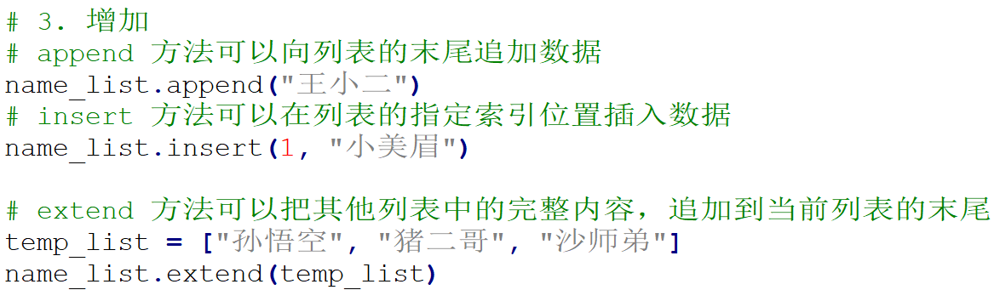 # 3. 增加
# append 方法可以向列表的末尾追加数据
name_list.append("王小二")
# insert 方法可以在列表的指定索引位置插入数据
name_list.insert(1, "小美眉")
# extend 方法可以把其他列表中的完整内容，追加到当前列表的末尾
temp_list = ["孙悟空", "猪二哥", "沙师弟"]
name_list.extend(temp_list)